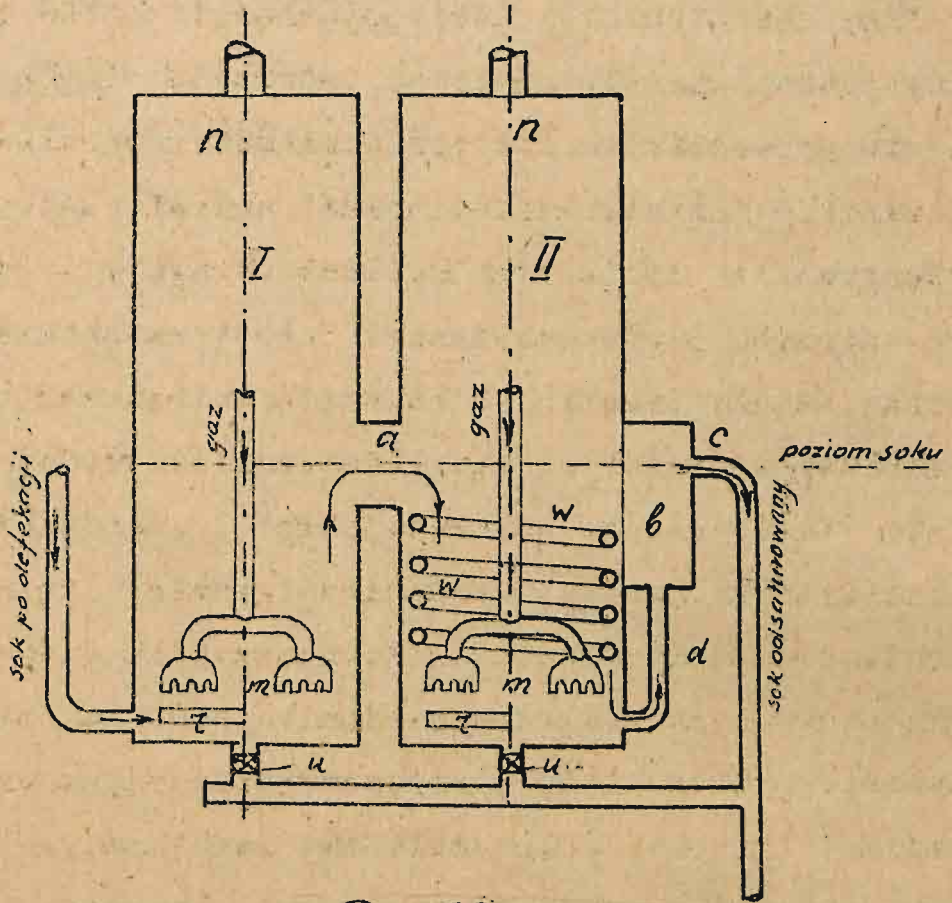 n
n
I
II
gaz
gaz
a
c
poziom soku
sok po defekacji
w
b
w
d
sok odsaturowany
m
m
τ
τ
u
u